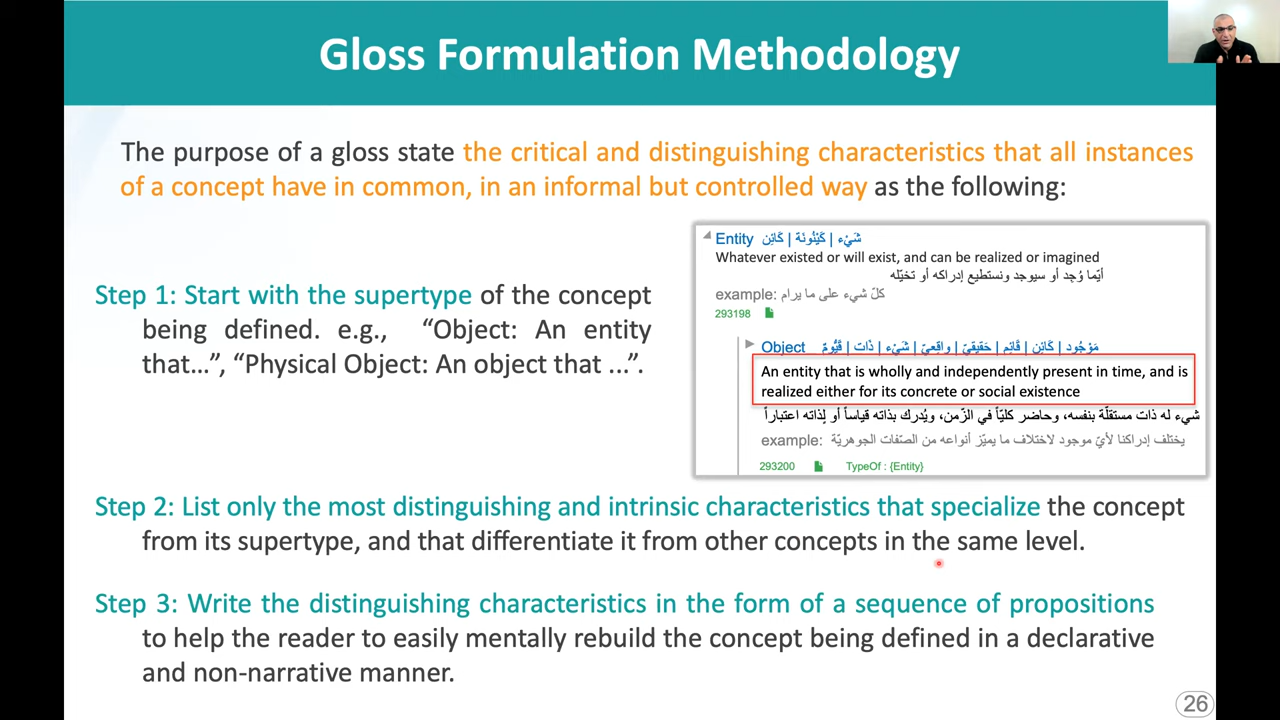 Gloss Formulation Methodology
The purpose of a gloss state the critical and distinguishing characteristics that all instances
of a concept have in common, in an informal but controlled way as the following:
Step 1: Start with the supertype of the concept
being defined. e.g., “Object: An entity
that…”, “Physical Object: An object that ...”.
Entity شَيْء | كَيْنُونَة | كَائِن
Whatever existed or will exist, and can be realized or imagined
أيّما وُجد أو سيوجد ونستطيع إدراكه أو تخيّله
example: كلّ شيء على ما يرام
293198
Object مَوْجُود | كَائِن | قَائِم | حَقِيقِيّ | وَاقِعِيّ | شَيْء | ذَات | قَيُّومٌ
An entity that is wholly and independently present in time, and is
realized either for its concrete or social existence
شيء له ذات مستقلّة بنفسه، وحاضر كليّاً في الزّمن، ويُدرك بذاته قياساً أو لِذاته اعتباراً
example: يختلف إدراكنا لأيّ موجود لاختلاف ما يميّز أنواعه من الصّفات الجوهريّة
293200 TypeOf : {Entity}
Step 2: List only the most distinguishing and intrinsic characteristics that specialize the concept
from its supertype, and that differentiate it from other concepts in the same level.
Step 3: Write the distinguishing characteristics in the form of a sequence of propositions
to help the reader to easily mentally rebuild the concept being defined in a declarative
and non-narrative manner.
26